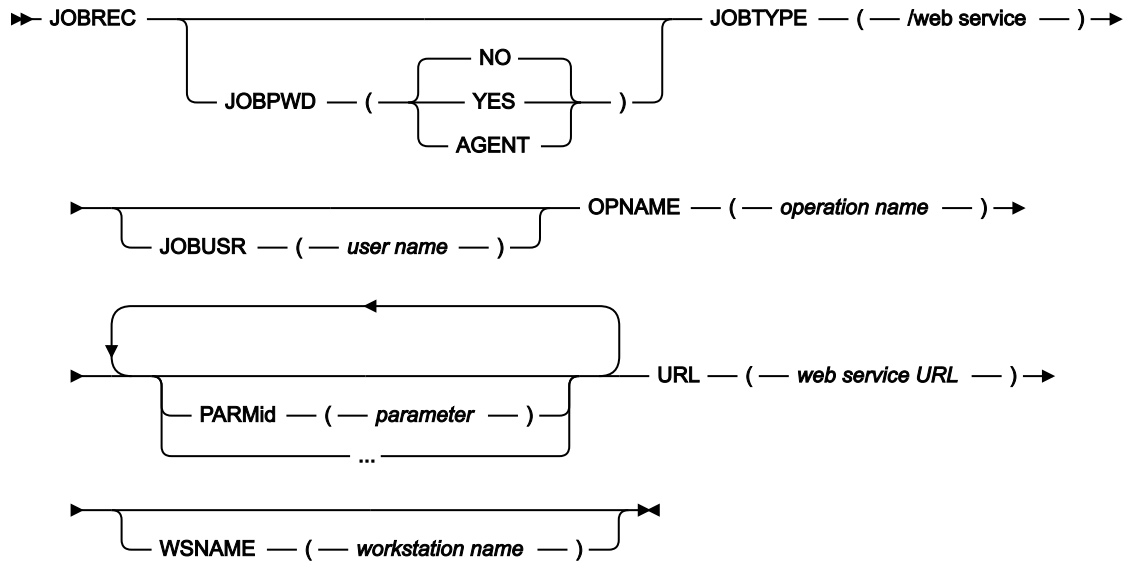 JOBREC JOBTYPE ( /web service )
NO
JOBPWD ( YES )
AGENT
OPNAME ( operation name )
JOBUSR ( user name )
URL ( web service URL )
PARMid ( parameter )
...
WSNAME ( workstation name )